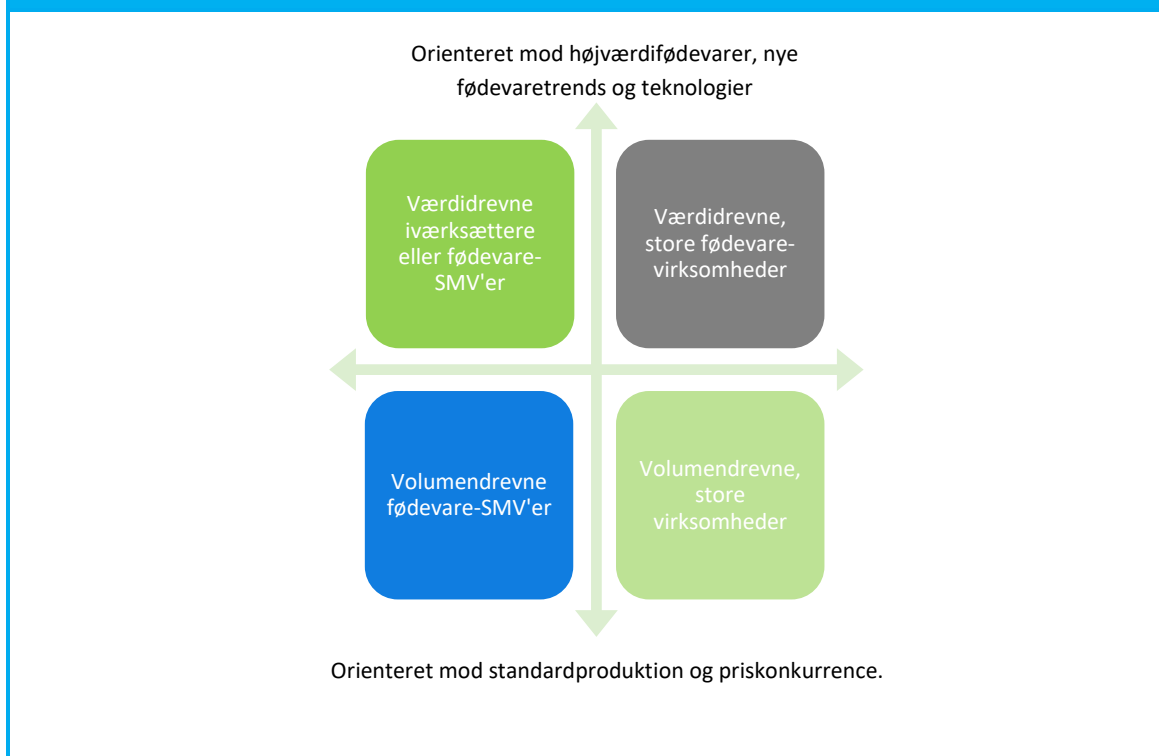 Orienteret mod højværdifødevarer, nye
fødevaretrends og teknologier
Værdidrevne
iværksættere
eller fødevare-
SMV'er
Værdidrevne,
store fødevare-
virksomheder
Volumendrevne
fødevare-SMV'er
Volumendrevne,
store
virksomheder
Orienteret mod standardproduktion og priskonkurrence.